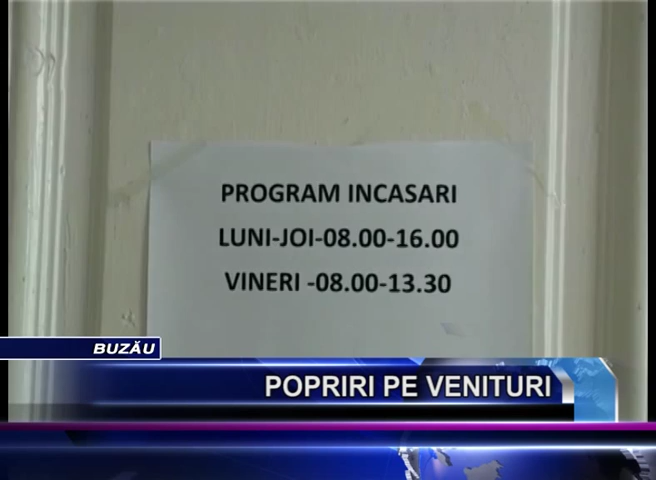 PROGRAM INCASARI
LUNI-JOI-08.00-16.00
VINERI -08.00-13.30
BUZĂU
POPRIRI PE VENITURI